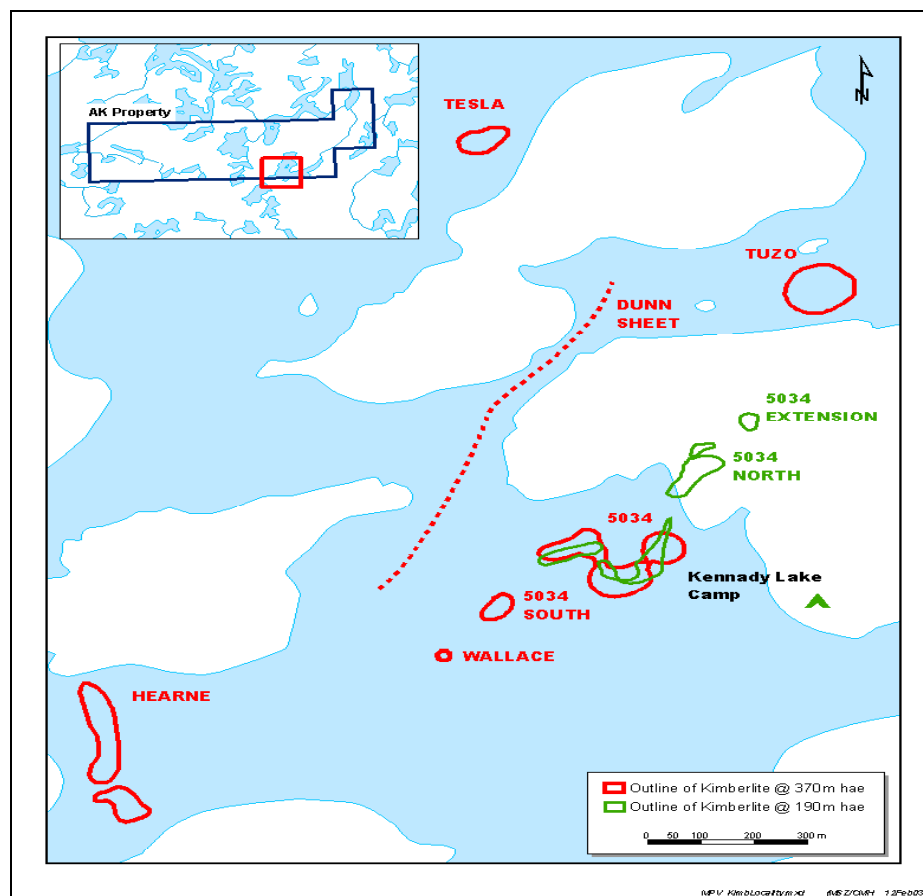 AK Property
TESLA
N
TUZO
DUNN
SHEET
5034
EXTENSION
5034
NORTH
5034
Kennady Lake
Camp
5034
SOUTH
WALLACE
HEARNE
Outline of Kimberlite @ 370m hae
Outline of Kimberlite @ 190m hae
0 50 100 200 300 m
12Feb03